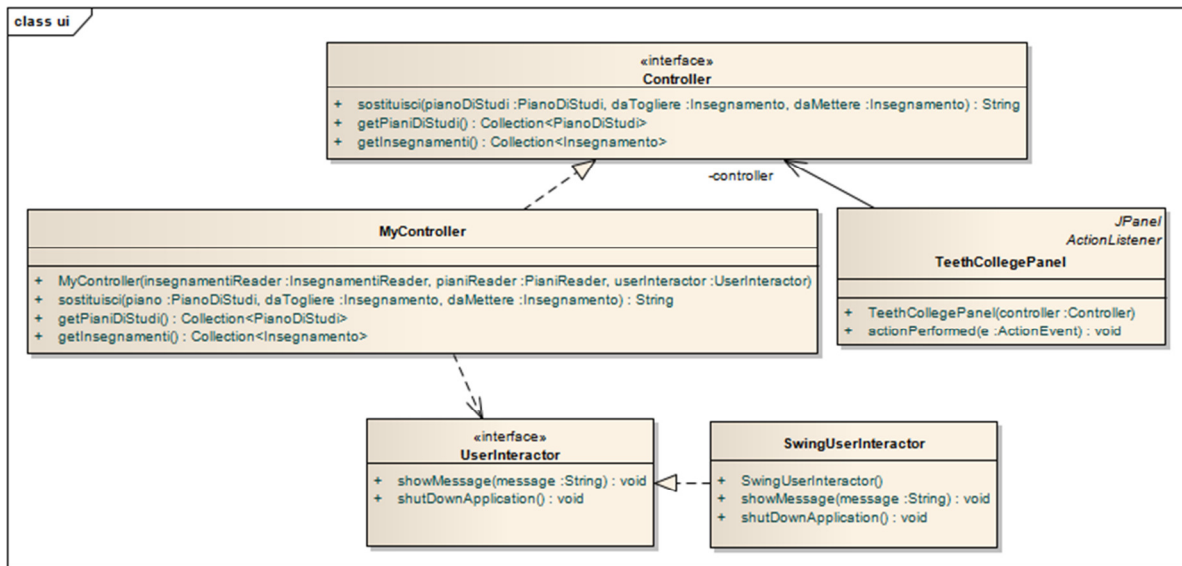 class ui
«interface»
Controller
+ sostituisci(pianoDiStudi :PianoDiStudi, daTogliere :Insegnamento, daMettere :Insegnamento) : String
+ getPianiDiStudi() : Collection<PianoDiStudi>
+ getInsegnamenti() : Collection<Insegnamento>
-controller
MyController
+ MyController(insegnamentiReader :InsegnamentiReader, pianiReader :PianiReader, userInteractor :UserInteractor)
+ sostituisci(piano :PianoDiStudi, daTogliere :Insegnamento, daMettere :Insegnamento) : String
+ getPianiDiStudi() : Collection<PianoDiStudi>
+ getInsegnamenti() : Collection<Insegnamento>
JPanel
ActionListener
TeethCollegePanel
+ TeethCollegePanel(controller :Controller)
+ actionPerformed(e :ActionEvent) : void
«interface»
UserInteractor
+ showMessage(message :String) : void
+ shutDownApplication() : void
SwingUserInteractor
+ SwingUserInteractor()
+ showMessage(message :String) : void
+ shutDownApplication() : void